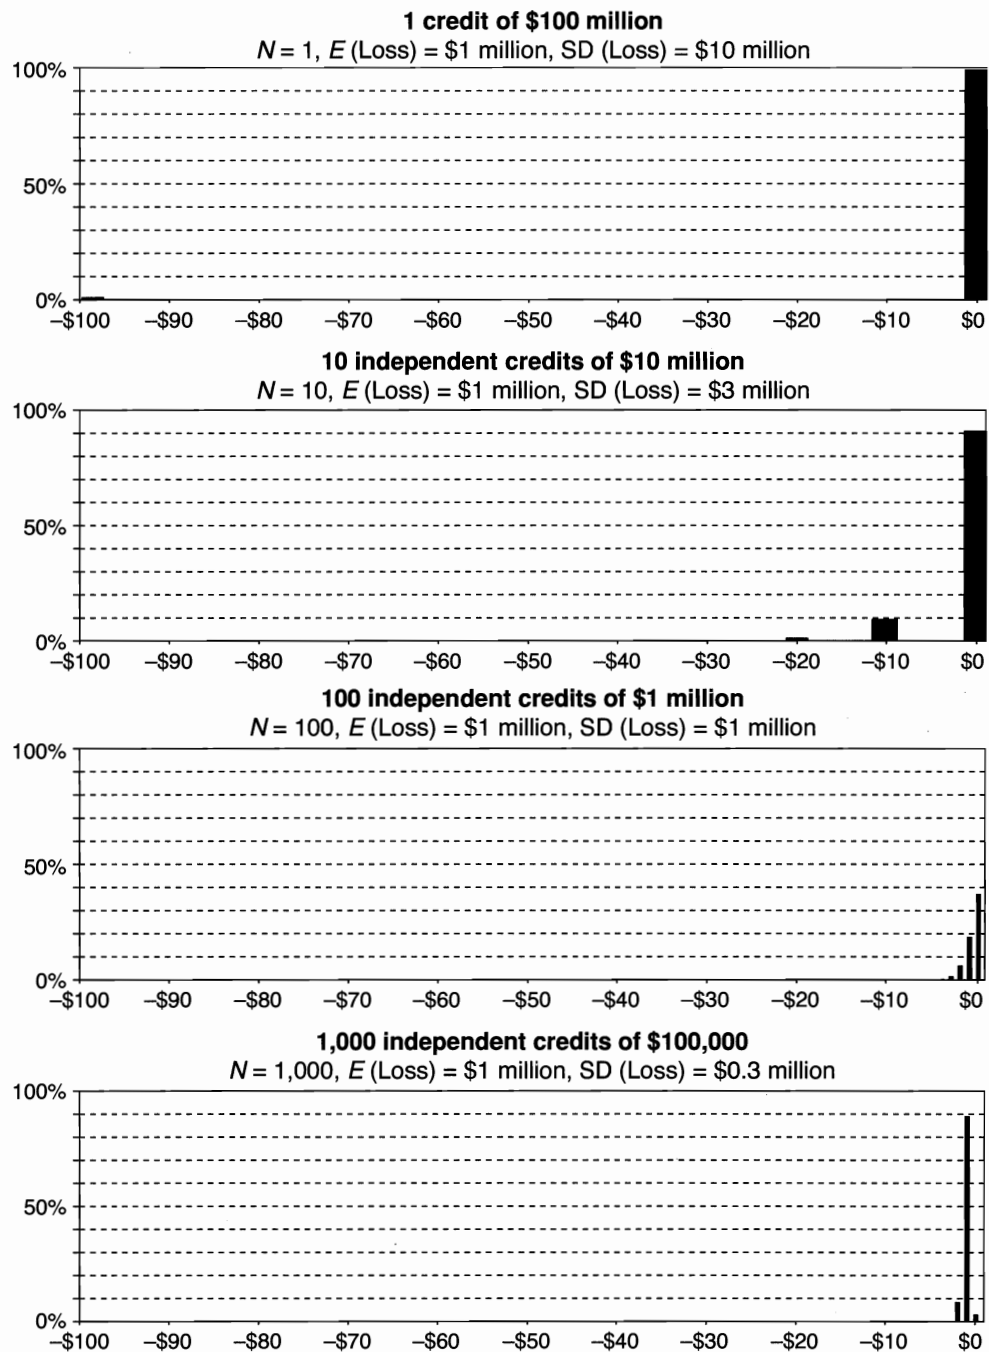 1 credit of $100 million
N = 1, E (Loss) = $1 million, SD (Loss) = $10 million
100%
50%
0%
–$100 –$90 –$80 –$70 –$60 –$50 –$40 –$30 –$20 –$10 $0
10 independent credits of $10 million
N = 10, E (Loss) = $1 million, SD (Loss) = $3 million
100%
50%
0%
–$100 –$90 –$80 –$70 –$60 –$50 –$40 –$30 –$20 –$10 $0
100 independent credits of $1 million
N = 100, E (Loss) = $1 million, SD (Loss) = $1 million
100%
50%
0%
–$100 –$90 –$80 –$70 –$60 –$50 –$40 –$30 –$20 –$10 $0
1,000 independent credits of $100,000
N = 1,000, E (Loss) = $1 million, SD (Loss) = $0.3 million
100%
50%
0%
–$100 –$90 –$80 –$70 –$60 –$50 –$40 –$30 –$20 –$10 $0